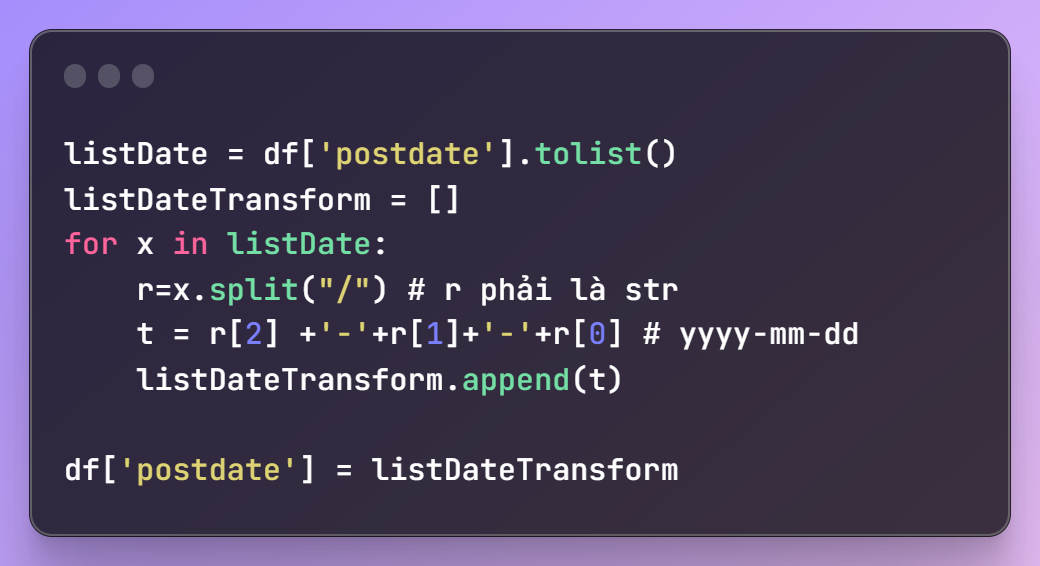 listDate = df['postdate'].tolist()
listDateTransform = []
for x in listDate:
    r=x.split("/") # r phải là str
    t = r[2] +'-'+r[1]+'-'+r[0] # yyyy-mm-dd
    listDateTransform.append(t)

df['postdate'] = listDateTransform